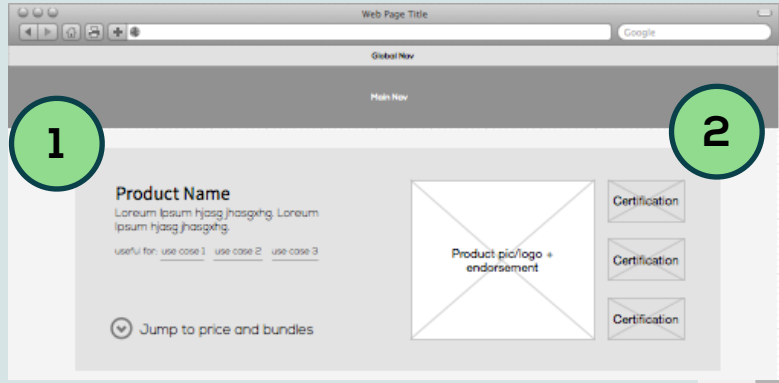 Web Page Title
Google
Global Nav
Main Nav
1
2
Product Name
Loreum Ipsum hjasg jhasgxhg. Loreum
Ipsum hjasg jhasgxhg.
useful for: use case 1 use case 2 use case 3
Jump to price and bundles
Product pic/logo +
endorsement
Certification
Certification
Certification